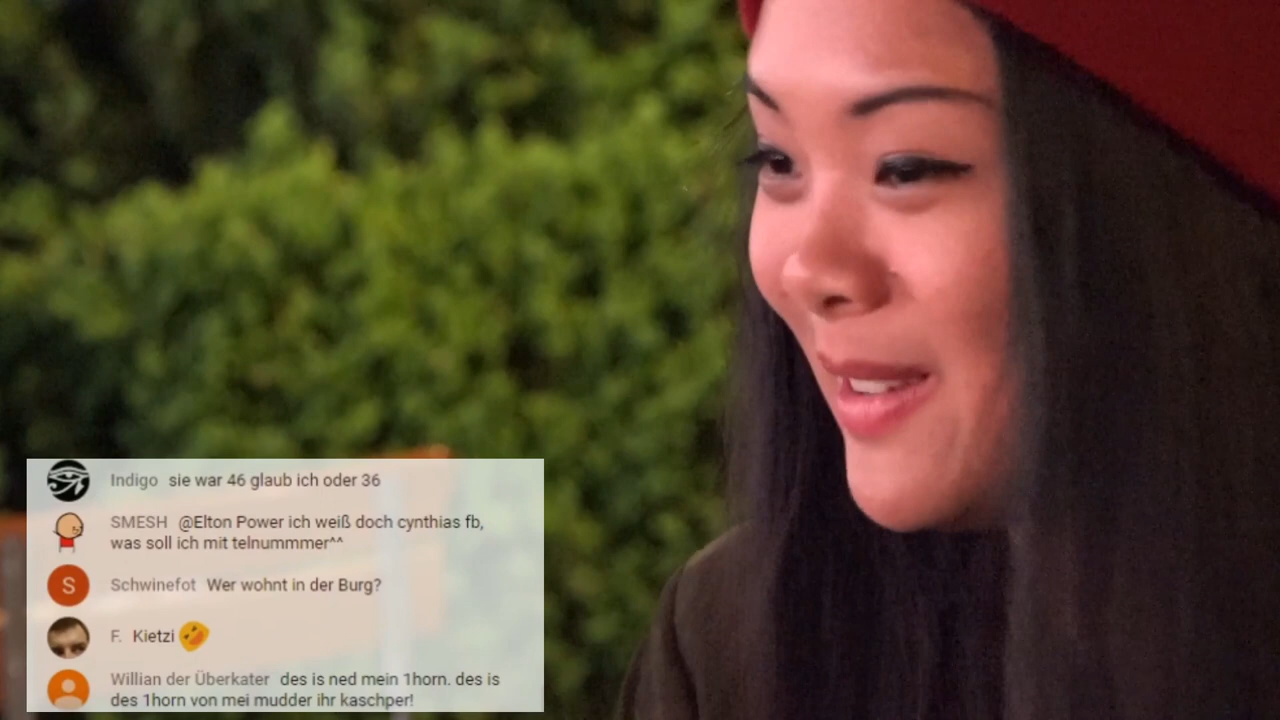 Indigo sie war 46 glaub ich oder 36
SMESH @Elton Power ich weiß doch cynthias fb,
was soll ich mit telnummmer^^
S Schwinefot Wer wohnt in der Burg?
F. Kietzi 🤣
Willian der Überkater des is ned mein 1horn. des is
des 1horn von mei mudder ihr kaschper!